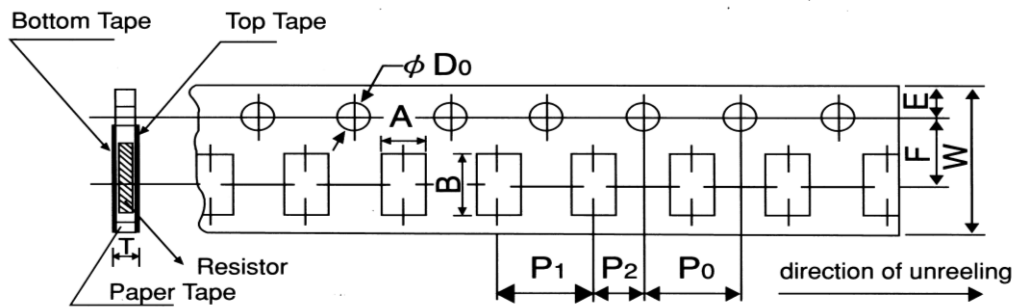 Bottom Tape
Top Tape
φ D0
A
B
E
F
W
T
Resistor
Paper Tape
P1
P2
P0
direction of unreeling